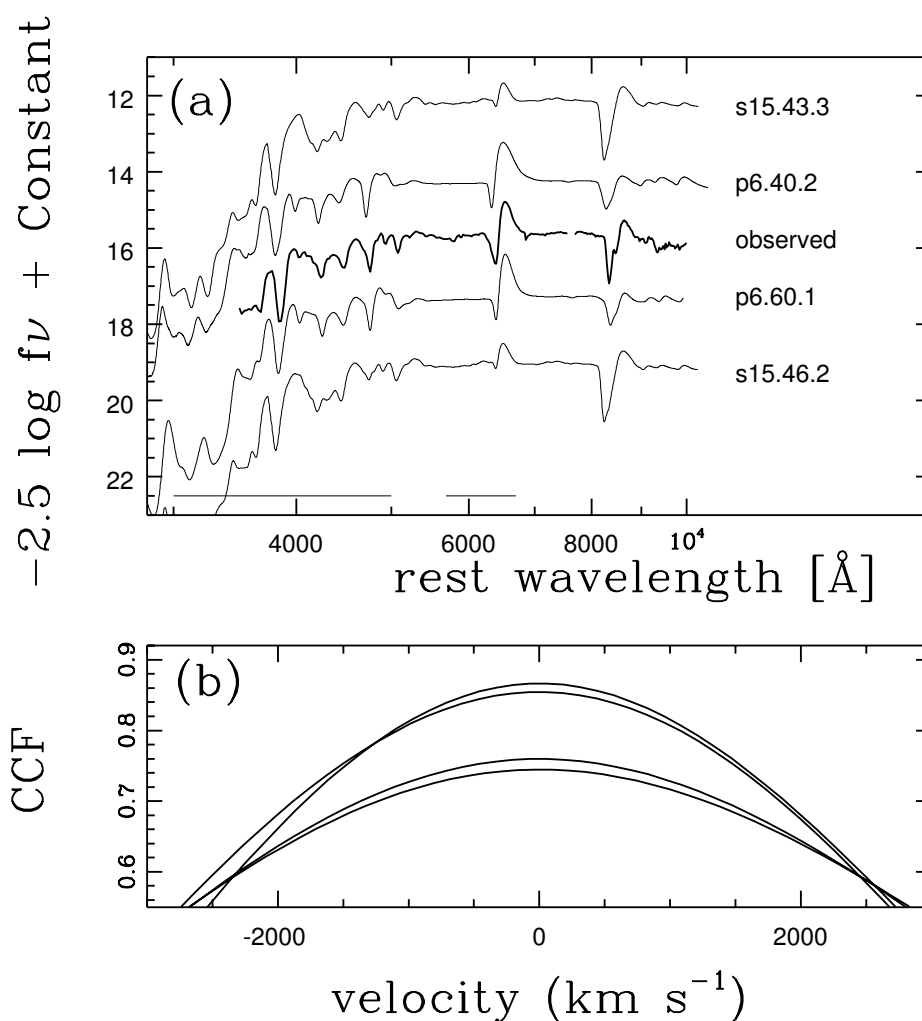 (a)
-2.5 log fν + Constant
12
14
16
18
20
22
s15.43.3
p6.40.2
observed
p6.60.1
s15.46.2
4000 6000 8000 10⁴
rest wavelength [Å]
(b)
CCF
0.9
0.8
0.7
0.6
-2000 0 2000
velocity (km s⁻¹)